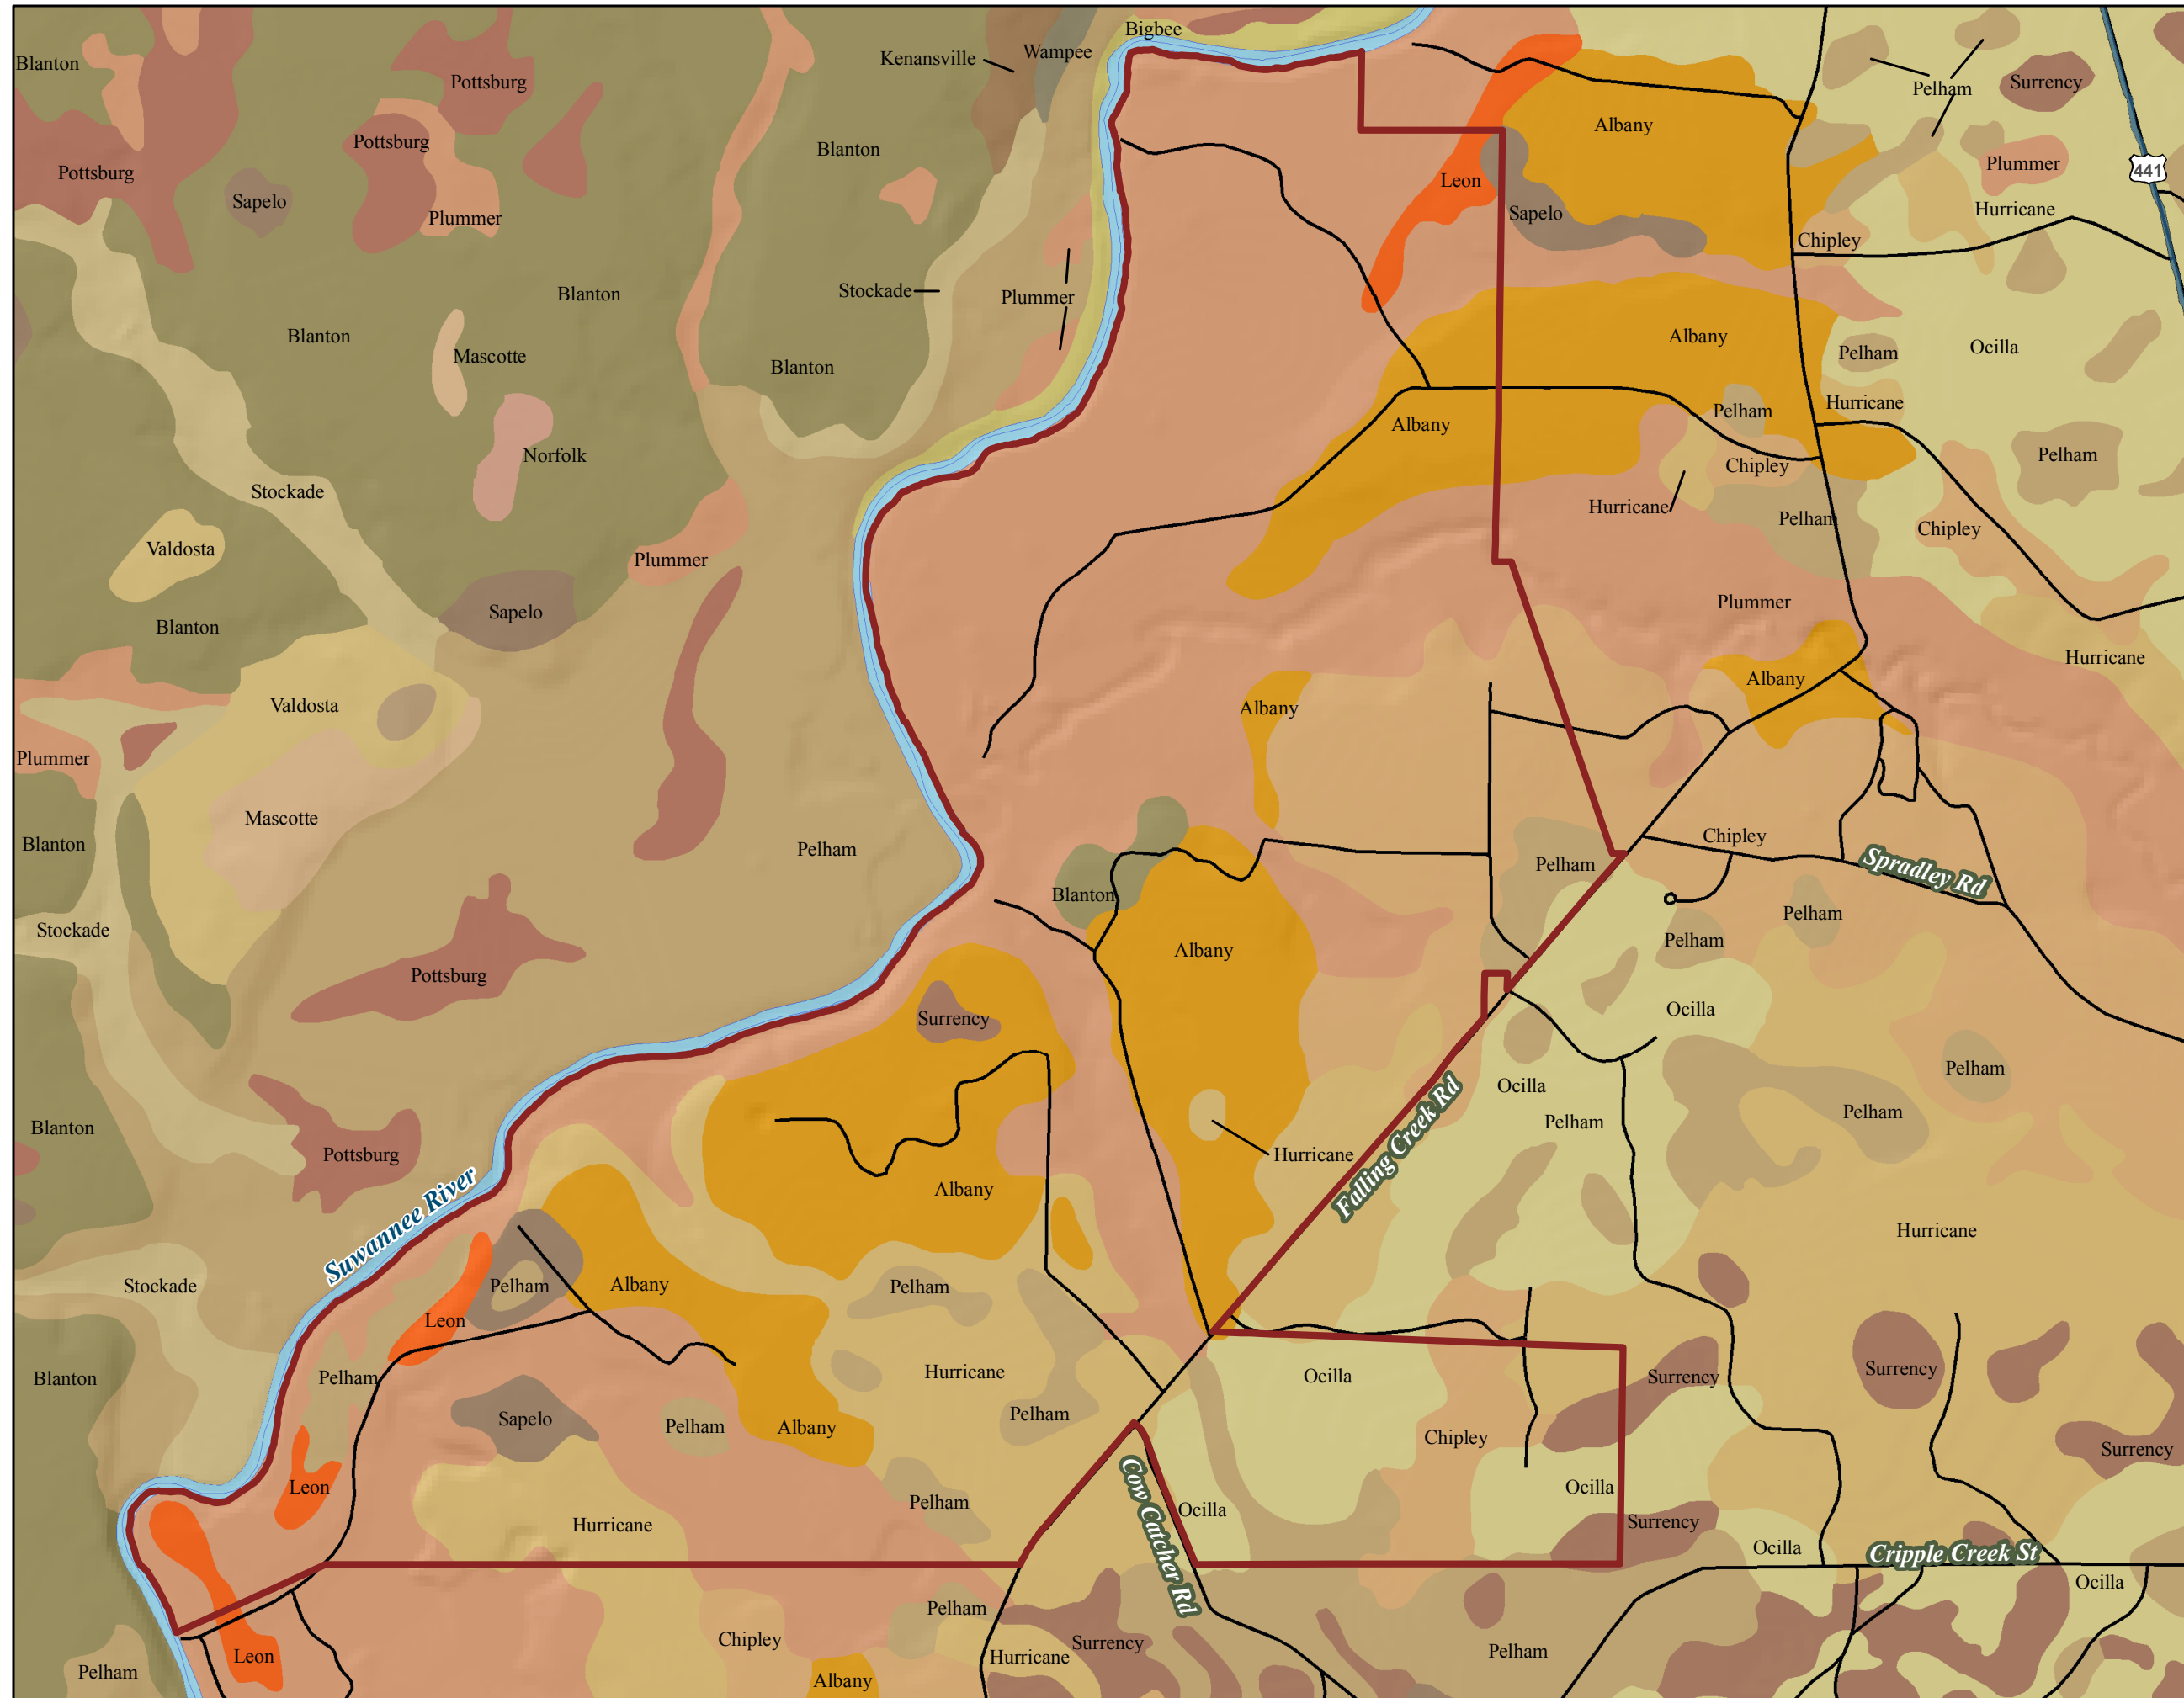 Bigbee
Blanton
Kenansville
Wampee
Pottsburg
Pelham
Surrency
Albany
Pottsburg
Blanton
Plummer
441
Pottsburg
Leon
Sapelo
Plummer
Sapelo
Hurricane
Chipley
Blanton
Stockade
Plummer
Blanton
Albany
Ocilla
Mascotte
Pelham
Blanton
Hurricane
Pelham
Albany
Norfolk
Pelham
Chipley
Stockade
Hurricane
Pelham
Chipley
Valdosta
Plummer
Plummer
Sapelo
Blanton
Hurricane
Albany
Valdosta
Albany
Plummer
Mascotte
Chipley
Blanton
Pelham
Pelham
Spradley Rd
Blanton
Pelham
Stockade
Pelham
Albany
Pottsburg
Ocilla
Surrency
Pelham
Ocilla
Pelham
Pelham
Blanton
Falling Creek Rd
Pottsburg
Hurricane
Albany
Suwannee River
Hurricane
Stockade
Pelham
Albany
Pelham
Leon
Hurricane
Ocilla
Surrency
Surrency
Blanton
Pelham
Pelham
Sapelo
Pelham
Albany
Chipley
Surrency
Leon
Ocilla
Pelham
Ocilla
Cow Catcher Rd
Hurricane
Surrency
Ocilla
Cripple Creek St
Ocilla
Pelham
Chipley
Surrency
Pelham
Leon
Hurricane
Pelham
Albany